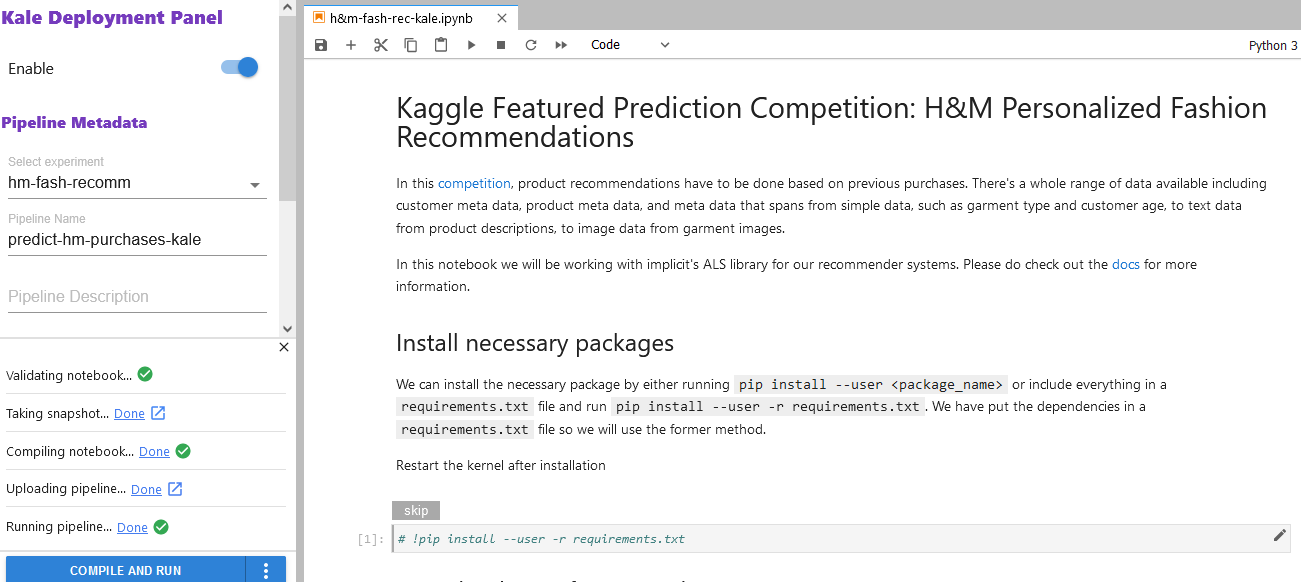 Kale Deployment Panel
Enable
Pipeline Metadata
Select experiment
hm-fash-recomm
Pipeline Name
predict-hm-purchases-kale
Pipeline Description
Validating notebook...
Taking snapshot... Done
Compiling notebook... Done
Uploading pipeline... Done
Running pipeline... Done
COMPILE AND RUN
h&m-fash-rec-kale.ipynb
Code
Python 3
Kaggle Featured Prediction Competition: H&M Personalized Fashion
Recommendations
In this competition, product recommendations have to be done based on previous purchases. There's a whole range of data available including
customer meta data, product meta data, and meta data that spans from simple data, such as garment type and customer age, to text data
from product descriptions, to image data from garment images.
In this notebook we will be working with implicit's ALS library for our recommender systems. Please do check out the docs for more
information.
Install necessary packages
We can install the necessary package by either running pip install --user <package_name> or include everything in a
requirements.txt file and run pip install --user -r requirements.txt. We have put the dependencies in a
requirements.txt file so we will use the former method.
Restart the kernel after installation
skip
[1]: # !pip install --user -r requirements.txt